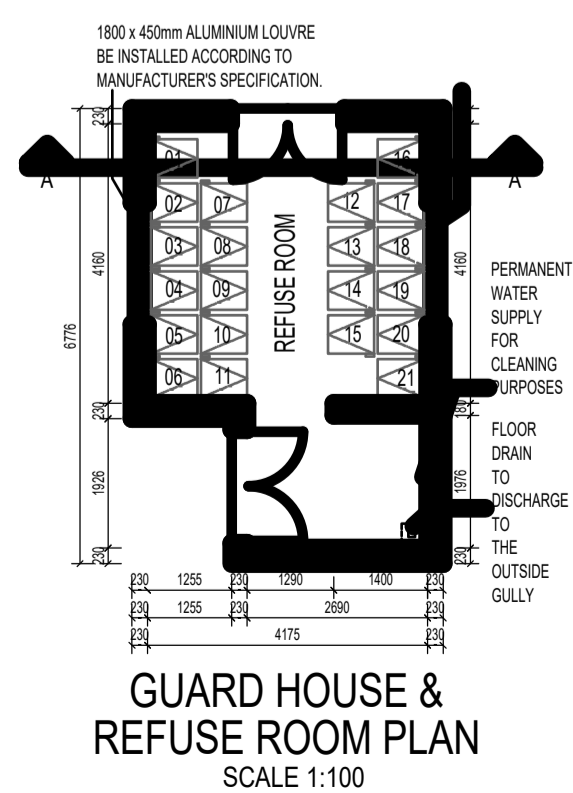 1800 x 450mm ALUMINIUM LOUVRE
BE INSTALLED ACCORDING TO
MANUFACTURER'S SPECIFICATION.
230
A
A
01
16
02
07
12
17
03
08
13
18
04
09
14
19
05
10
15
20
06
11
21
REFUSE ROOM
4160
4160
6776
230
180
1926
1976
230
230
PERMANENT
WATER
SUPPLY
FOR
CLEANING
PURPOSES
FLOOR
DRAIN
TO
DISCHARGE
TO
THE
OUTSIDE
GULLY
230 1255 230 1290 1400 230
230 1255 230 2690 230
230 4175 230
GUARD HOUSE &
REFUSE ROOM PLAN
SCALE 1:100